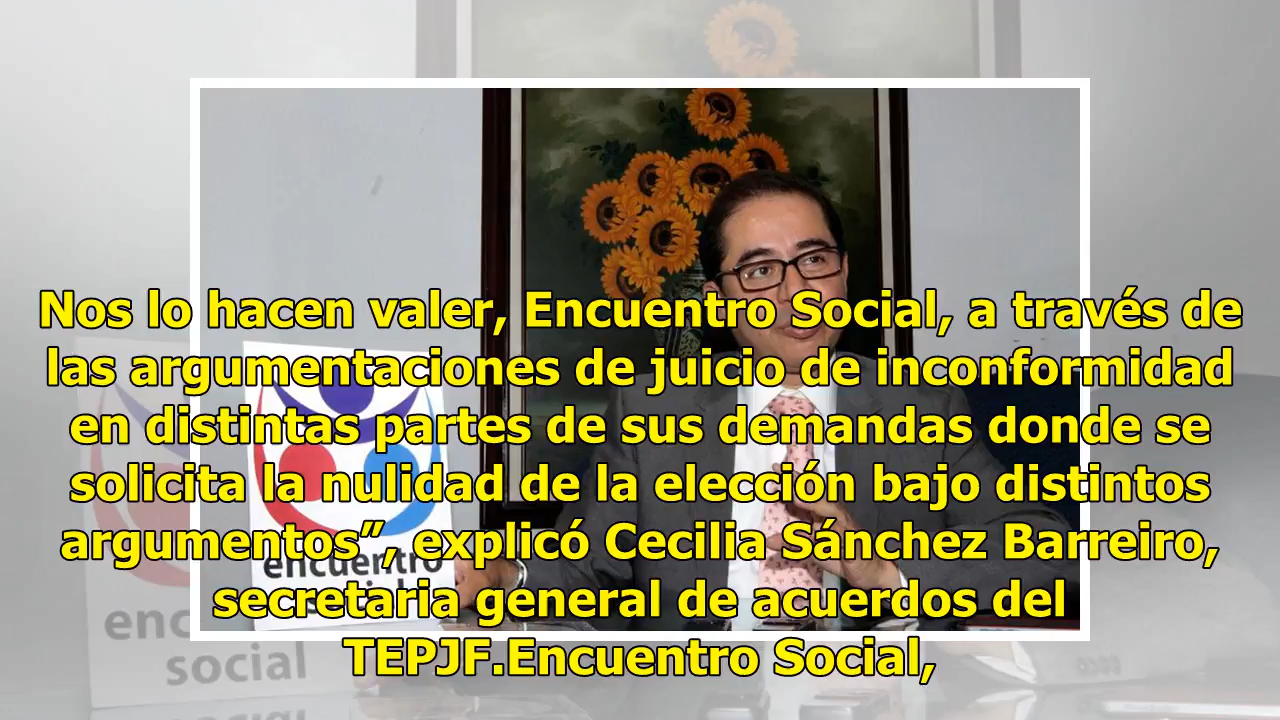 Nos lo hacen valer, Encuentro Social, a través de
las argumentaciones de juicio de inconformidad
en distintas partes de sus demandas donde se
solicita la nulidad de la elección bajo distintos
argumentos”, explicó Cecilia Sánchez Barreiro,
secretaria general de acuerdos del
TEPJF.Encuentro Social,
encuentro
social